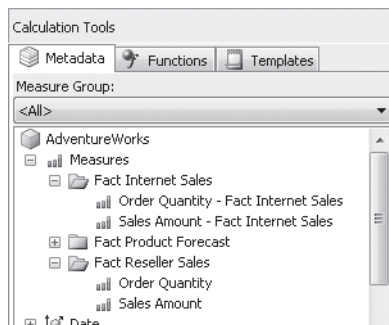 Calculation Tools
Metadata Functions Templates
Measure Group:
<All>
AdventureWorks
Measures
Fact Internet Sales
Order Quantity - Fact Internet Sales
Sales Amount - Fact Internet Sales
Fact Product Forecast
Fact Reseller Sales
Order Quantity
Sales Amount
Date